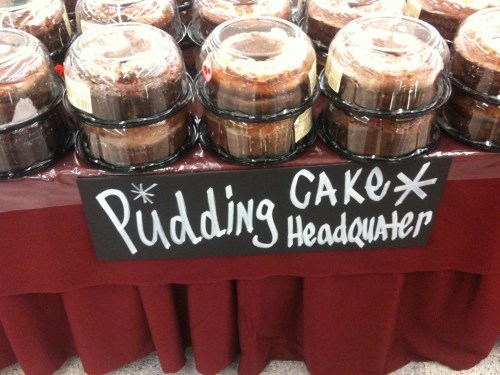 Pudding CAKe *
HeadQuAter